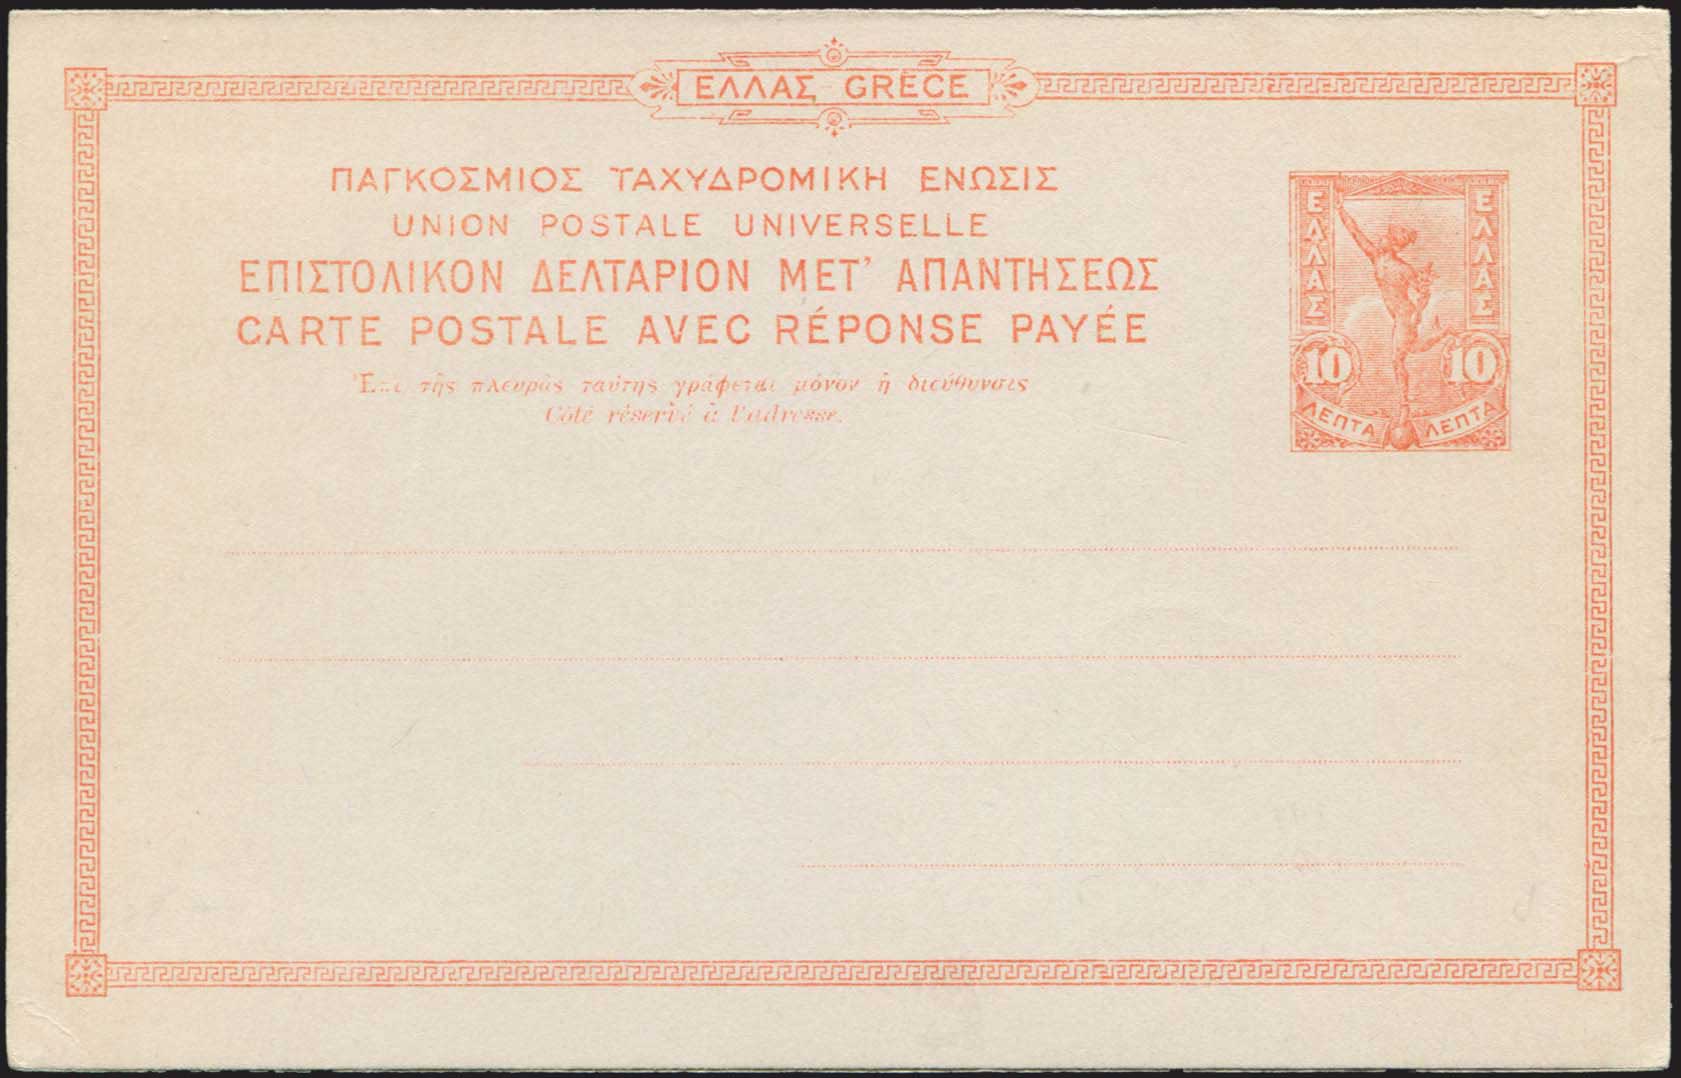 ΕΛΛΑΣ GRÈCE
ΠΑΓΚΟΣΜΙΟΣ ΤΑΧΥΔΡΟΜΙΚΗ ΕΝΩΣΙΣ
UNION POSTALE UNIVERSELLE
ΕΠΙΣΤΟΛΙΚΟΝ ΔΕΛΤΑΡΙΟΝ ΜΕΤ' ΑΠΑΝΤΗΣΕΩΣ
CARTE POSTALE AVEC RÉPONSE PAYÉE
Ἐπὶ τῆς πλευρᾶς ταύτης γράφεται μόνον ἡ διεύθυνσις
Côté réservé à l'adresse.
ΕΛΛΑΣ
ΕΛΛΑΣ
10 10
ΛΕΠΤΑ ΛΕΠΤΑ